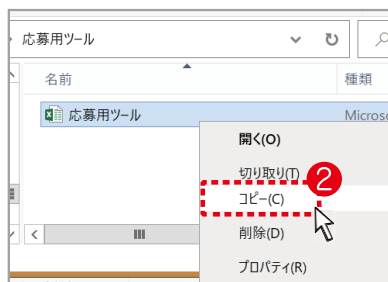 応募用ツール
名前
種類
応募用ツール
Microso
開く(O)
切り取り(T)
2
コピー(C)
削除(D)
プロパティ(R)